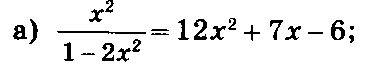 а) x²/(1 − 2x²) = 12x² + 7x − 6;